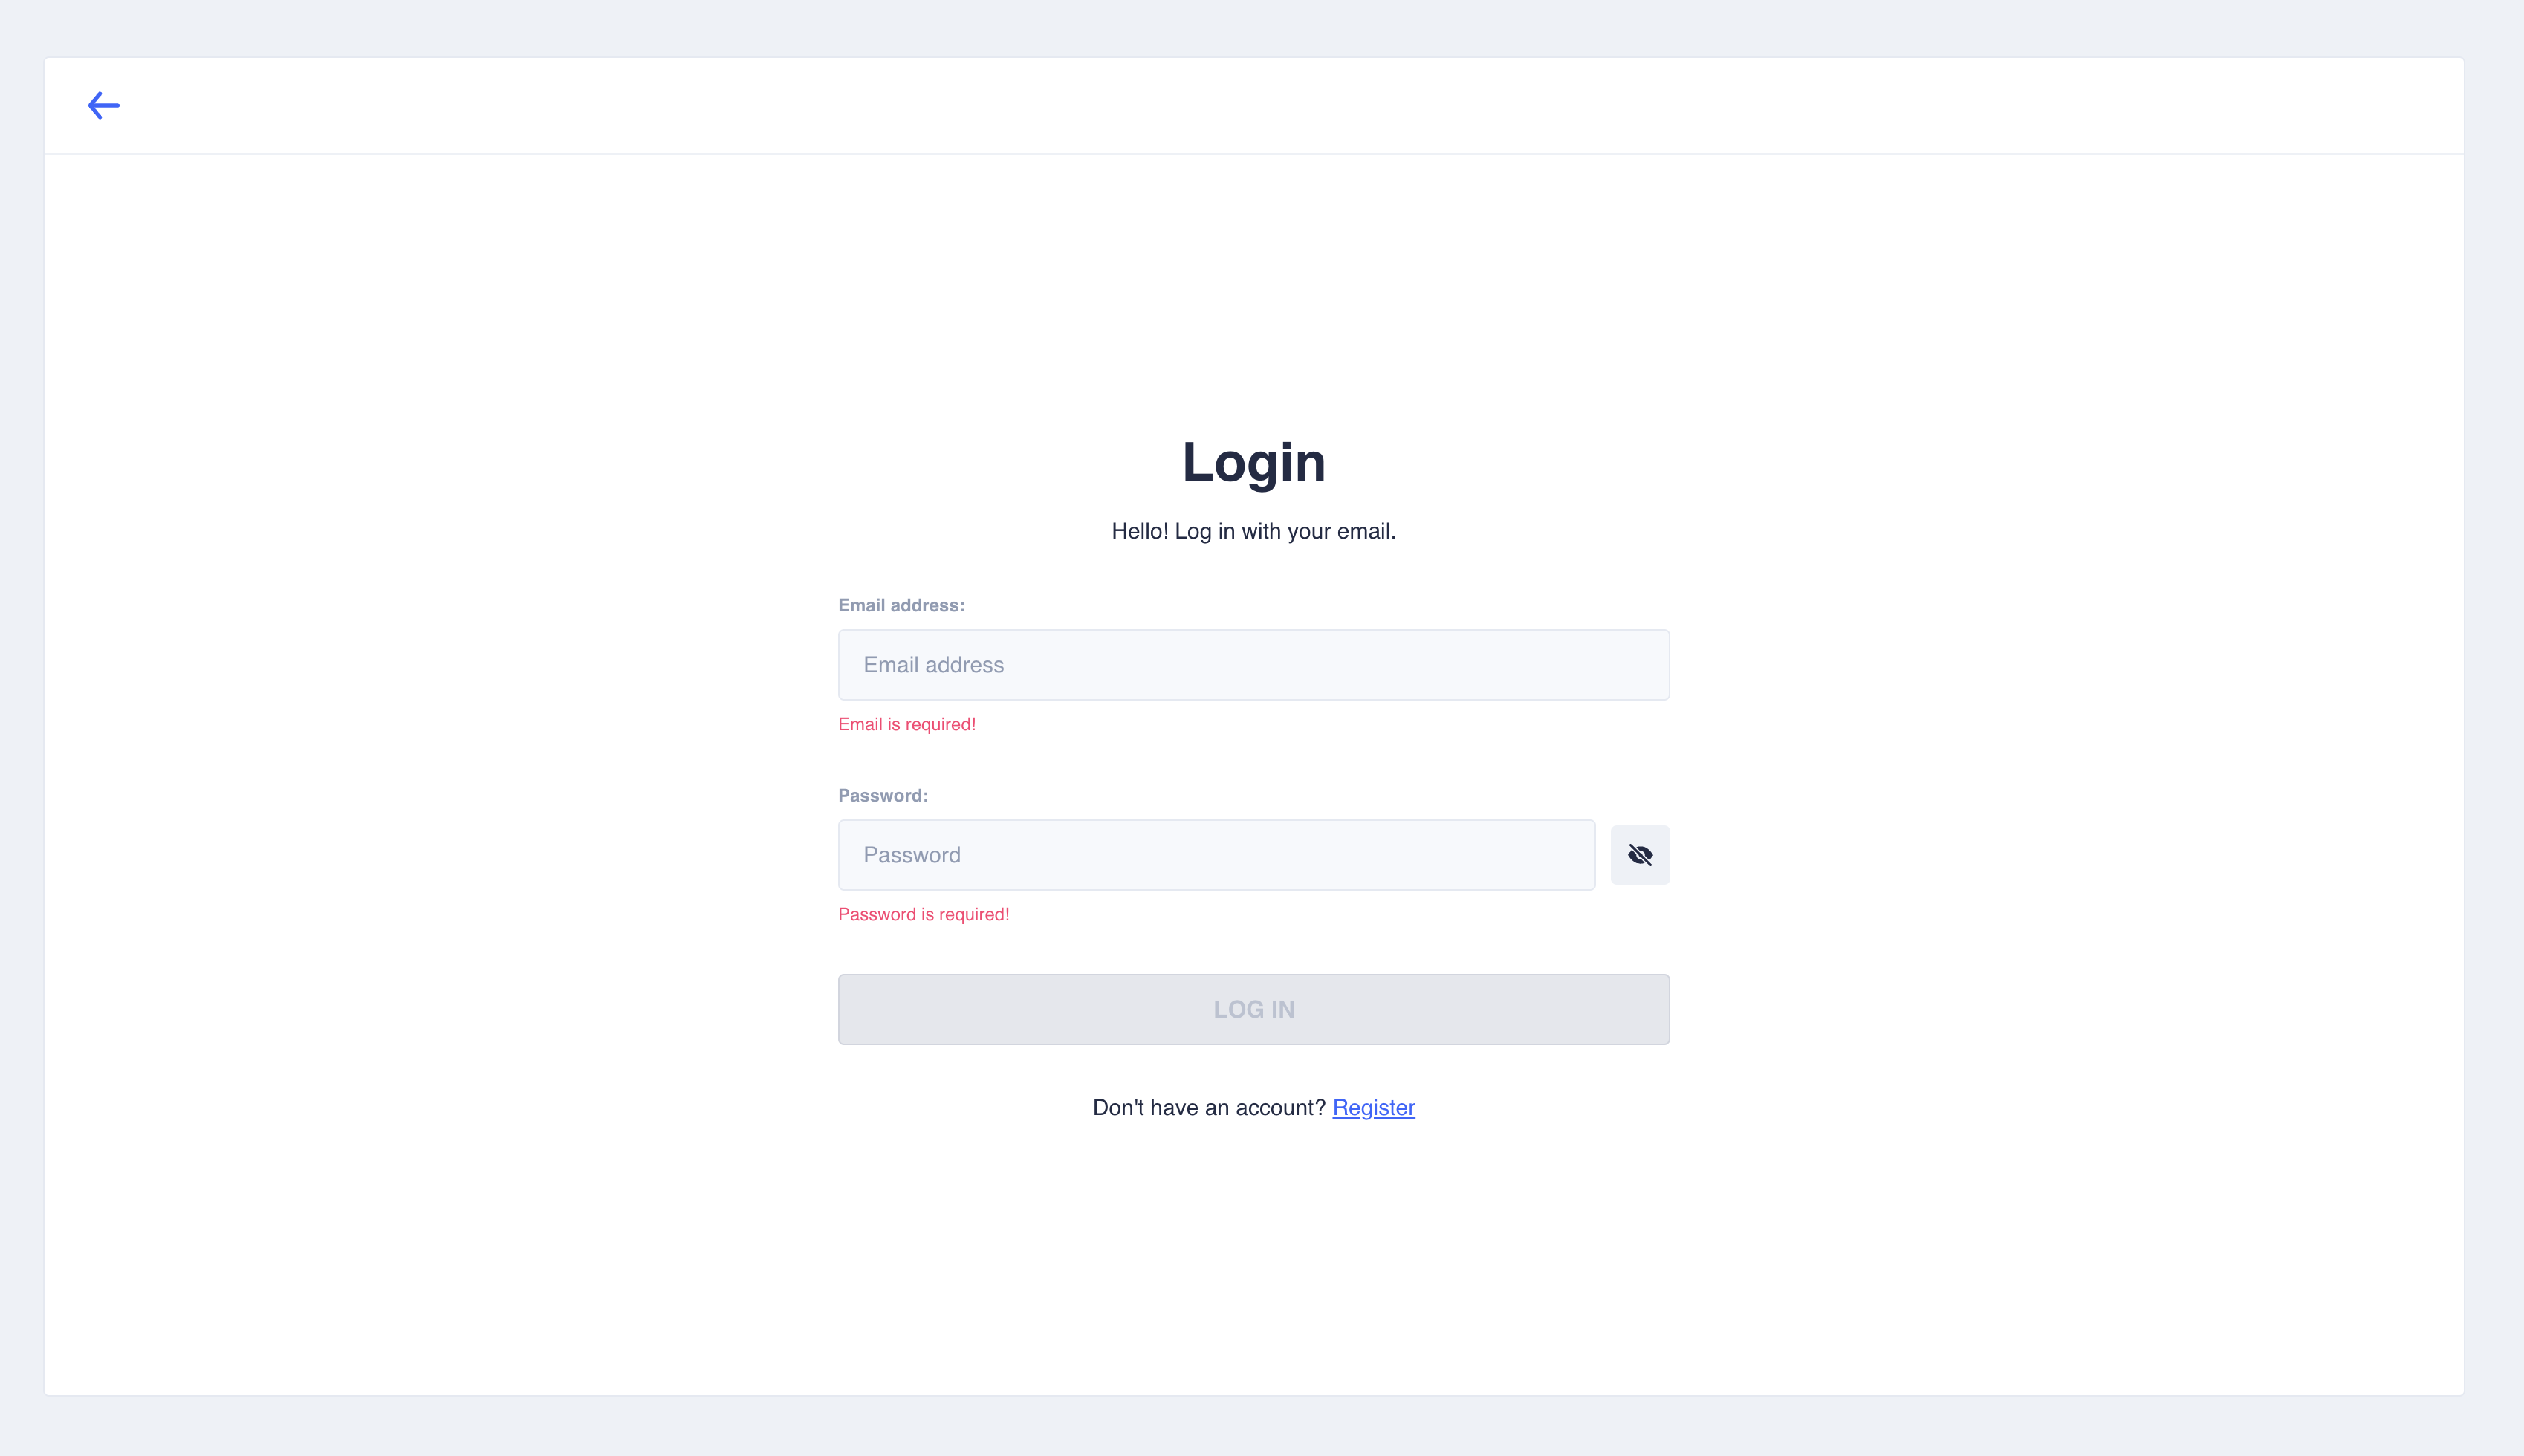 Login
Hello! Log in with your email.
Email address:
Email address
Email is required!
Password:
Password
Password is required!
LOG IN
Don't have an account? Register